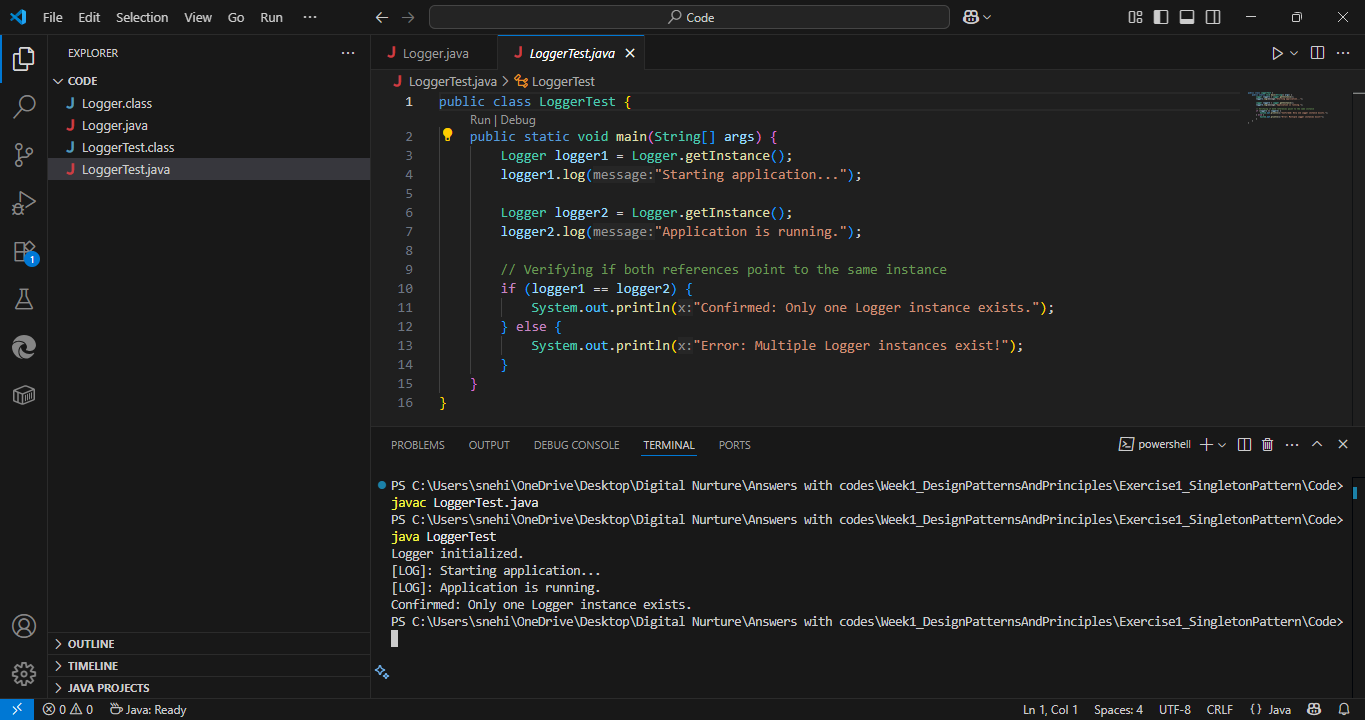 File Edit Selection View Go Run ···
Code
EXPLORER
CODE
Logger.class
Logger.java
LoggerTest.class
LoggerTest.java
OUTLINE
TIMELINE
JAVA PROJECTS
1
Logger.java LoggerTest.java
LoggerTest.java > LoggerTest
1 public class LoggerTest {
Run | Debug
2 public static void main(String[] args) {
3 Logger logger1 = Logger.getInstance();
4 logger1.log(message:"Starting application...");
5
6 Logger logger2 = Logger.getInstance();
7 logger2.log(message:"Application is running.");
8
9 // Verifying if both references point to the same instance
10 if (logger1 == logger2) {
11 System.out.println(x:"Confirmed: Only one Logger instance exists.");
12 } else {
13 System.out.println(x:"Error: Multiple Logger instances exist!");
14 }
15 }
16 }
PROBLEMS OUTPUT DEBUG CONSOLE TERMINAL PORTS
powershell
PS C:\Users\snehi\OneDrive\Desktop\Digital Nurture\Answers with codes\Week1_DesignPatternsAndPrinciples\Exercise1_SingletonPattern\Code>
javac LoggerTest.java
PS C:\Users\snehi\OneDrive\Desktop\Digital Nurture\Answers with codes\Week1_DesignPatternsAndPrinciples\Exercise1_SingletonPattern\Code>
java LoggerTest
Logger initialized.
[LOG]: Starting application...
[LOG]: Application is running.
Confirmed: Only one Logger instance exists.
PS C:\Users\snehi\OneDrive\Desktop\Digital Nurture\Answers with codes\Week1_DesignPatternsAndPrinciples\Exercise1_SingletonPattern\Code>
0 0 Java: Ready Ln 1, Col 1 Spaces: 4 UTF-8 CRLF {} Java